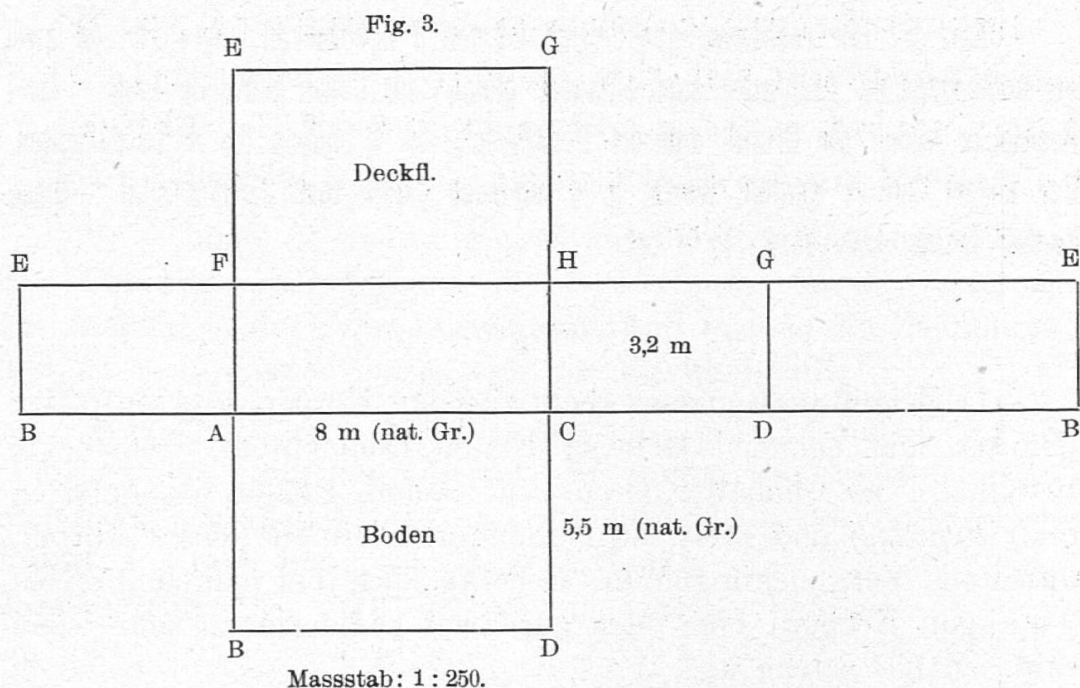 Fig. 3.
E G
Deckfl.
E F H G E
3,2 m
B A 8 m (nat. Gr.) C D B
Boden 5,5 m (nat. Gr.)
B D
Massstab: 1 : 250.